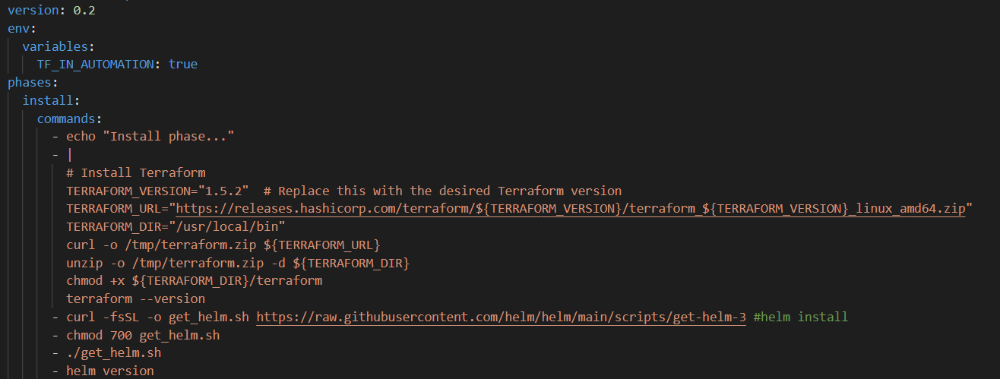 version: 0.2
env:
  variables:
    TF_IN_AUTOMATION: true
phases:
  install:
    commands:
      - echo "Install phase..."
      - |
        # Install Terraform
        TERRAFORM_VERSION="1.5.2"  # Replace this with the desired Terraform version
        TERRAFORM_URL="https://releases.hashicorp.com/terraform/${TERRAFORM_VERSION}/terraform_${TERRAFORM_VERSION}_linux_amd64.zip"
        TERRAFORM_DIR="/usr/local/bin"
        curl -o /tmp/terraform.zip ${TERRAFORM_URL}
        unzip -o /tmp/terraform.zip -d ${TERRAFORM_DIR}
        chmod +x ${TERRAFORM_DIR}/terraform
        terraform --version
      - curl -fsSL -o get_helm.sh https://raw.githubusercontent.com/helm/helm/main/scripts/get-helm-3 #helm install
      - chmod 700 get_helm.sh
      - ./get_helm.sh
      - helm version